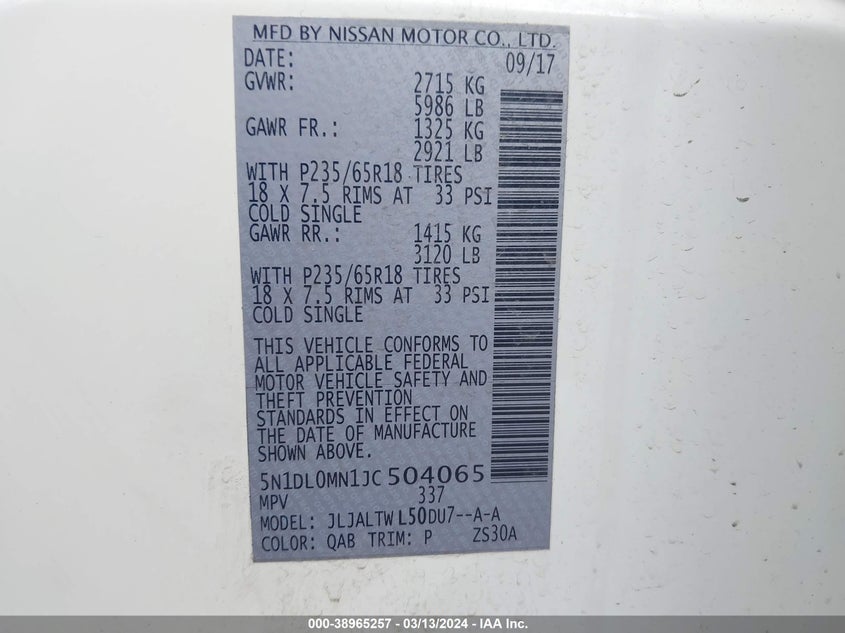 MFD BY NISSAN MOTOR CO., LTD.
DATE: 09/17
GVWR: 2715 KG
5986 LB
GAWR FR.: 1325 KG
2921 LB
WITH P235/65R18 TIRES
18 X 7.5 RIMS AT 33 PSI
COLD SINGLE
GAWR RR.: 1415 KG
3120 LB
WITH P235/65R18 TIRES
18 X 7.5 RIMS AT 33 PSI
COLD SINGLE
THIS VEHICLE CONFORMS TO
ALL APPLICABLE FEDERAL
MOTOR VEHICLE SAFETY AND
THEFT PREVENTION
STANDARDS IN EFFECT ON
THE DATE OF MANUFACTURE
SHOWN ABOVE.
5N1DL0MN1JC504065
MPV 337
MODEL: JLJALTWL50DU7--A-A
COLOR: QAB TRIM: P ZS30A
000-38965257 - 03/13/2024 - IAA Inc.